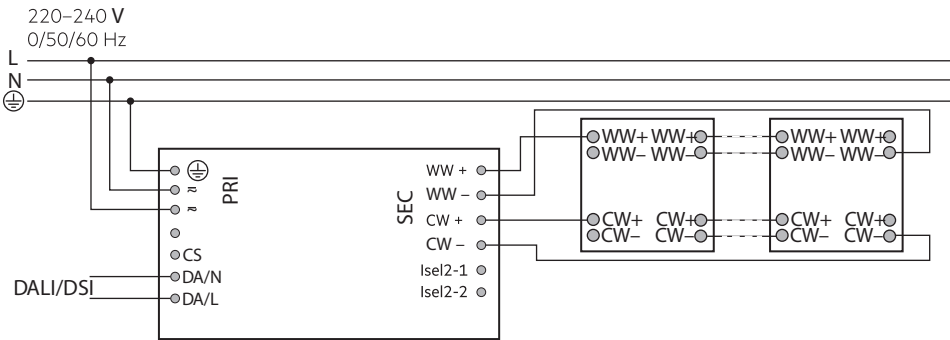 220–240 V
0/50/60 Hz
L
N
PRI
CS
DA/N
DA/L
DALI/DSI
SEC
WW +
WW –
CW +
CW –
Isel2-1
Isel2-2
WW+ WW+
WW– WW–
CW+ CW+
CW– CW–
WW+ WW+
WW– WW–
CW+ CW+
CW– CW–